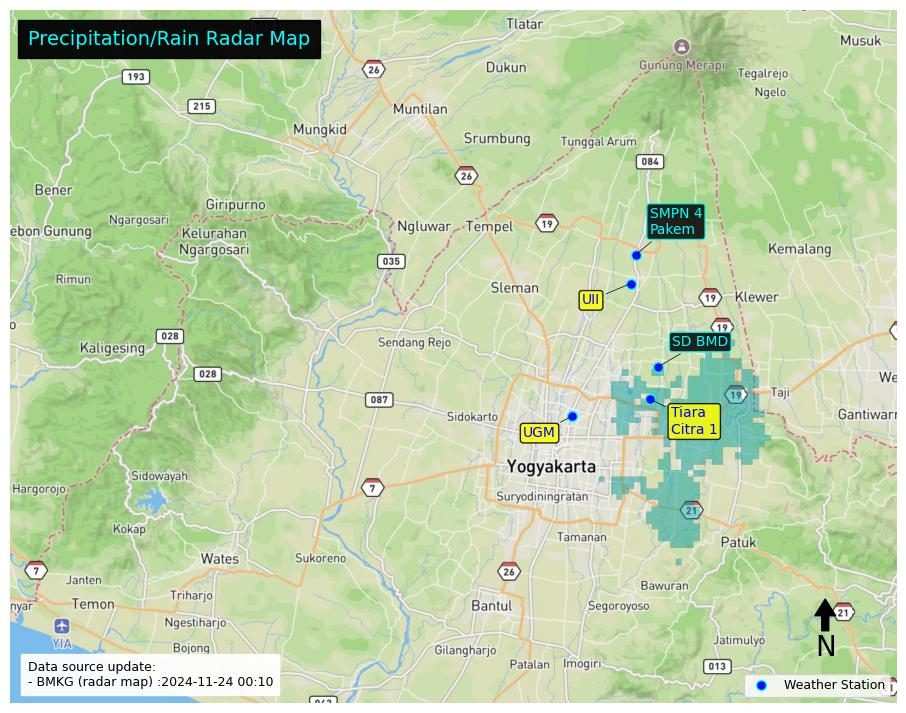 Precipitation/Rain Radar Map
Tlatar
Musuk
193
26
Dukun
Gunung Merapi
Tegalrejo
Ngelo
215
Muntilan
Mungkid
Srumbung
Tunggal Arum
084
26
Bener
Giripurno
Ngargosari
SMPN 4
Pakem
ebon Gunung
Kelurahan
Ngargosari
Ngluwar
Tempel
19
Kemalang
035
Rimun
Sleman
UII
19
Klewer
19
028
Kaligesing
Sendang Rejo
SD BMD
028
We
087
19
Taji
Sidokarto
Tiara
Citra 1
Gantiwarn
UGM
Yogyakarta
Sidowayah
Hargorojo
7
Suryodiningratan
21
Kokap
Tamanan
Patuk
Wates
Sukoreno
7
26
Janten
Bawuran
nyar
Temon
Triharjo
Bantul
Segoroyoso
21
Ngestiharjo
N
YIA
Bojong
Gilangharjo
Jatimulyo
Patalan
Imogiri
013
Data source update:
- BMKG (radar map) :2024-11-24 00:10
Weather Station